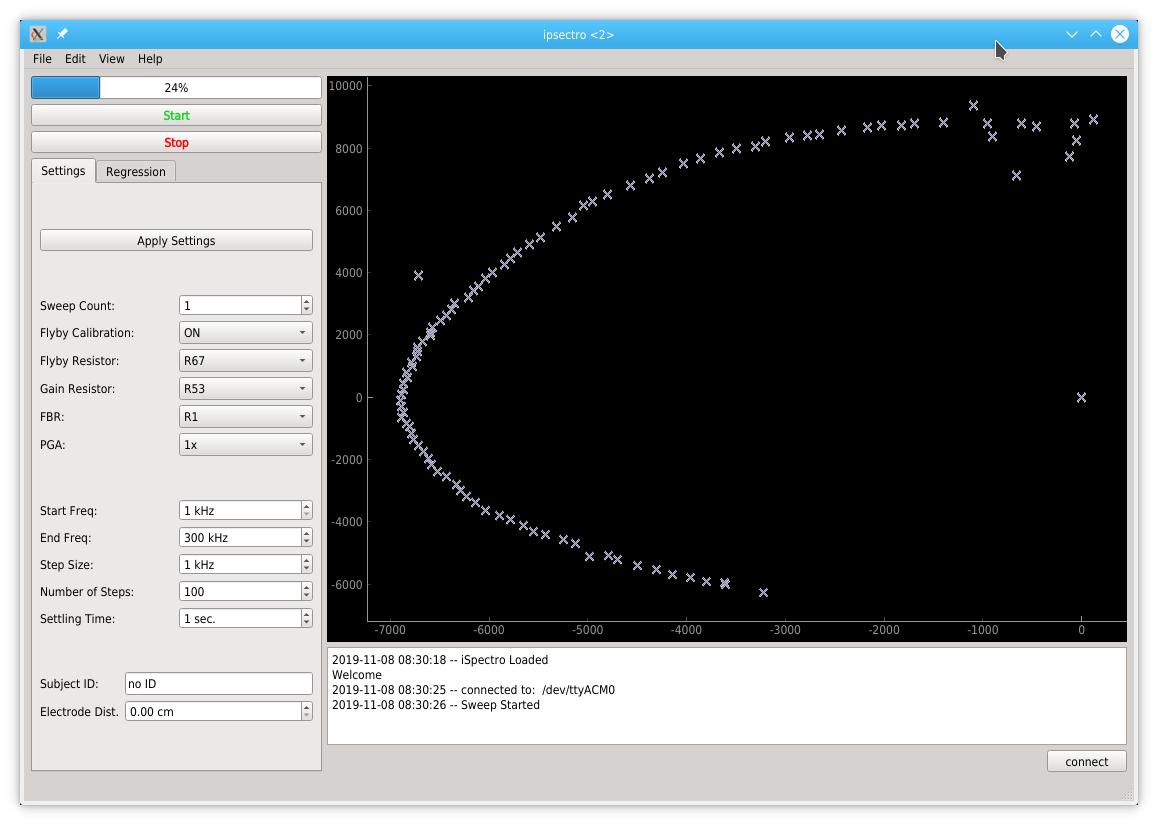 ipsectro <2>
File Edit View Help
24%
Start
Stop
Settings Regression
Apply Settings
Sweep Count: 1
Flyby Calibration: ON
Flyby Resistor: R67
Gain Resistor: R53
FBR: R1
PGA: 1x
Start Freq: 1 kHz
End Freq: 300 kHz
Step Size: 1 kHz
Number of Steps: 100
Settling Time: 1 sec.
Subject ID: no ID
Electrode Dist. 0.00 cm
10000
8000
6000
4000
2000
0
-2000
-4000
-6000
-7000 -6000 -5000 -4000 -3000 -2000 -1000 0
2019-11-08 08:30:18 -- iSpectro Loaded
Welcome
2019-11-08 08:30:25 -- connected to:  /dev/ttyACM0
2019-11-08 08:30:26 -- Sweep Started
connect